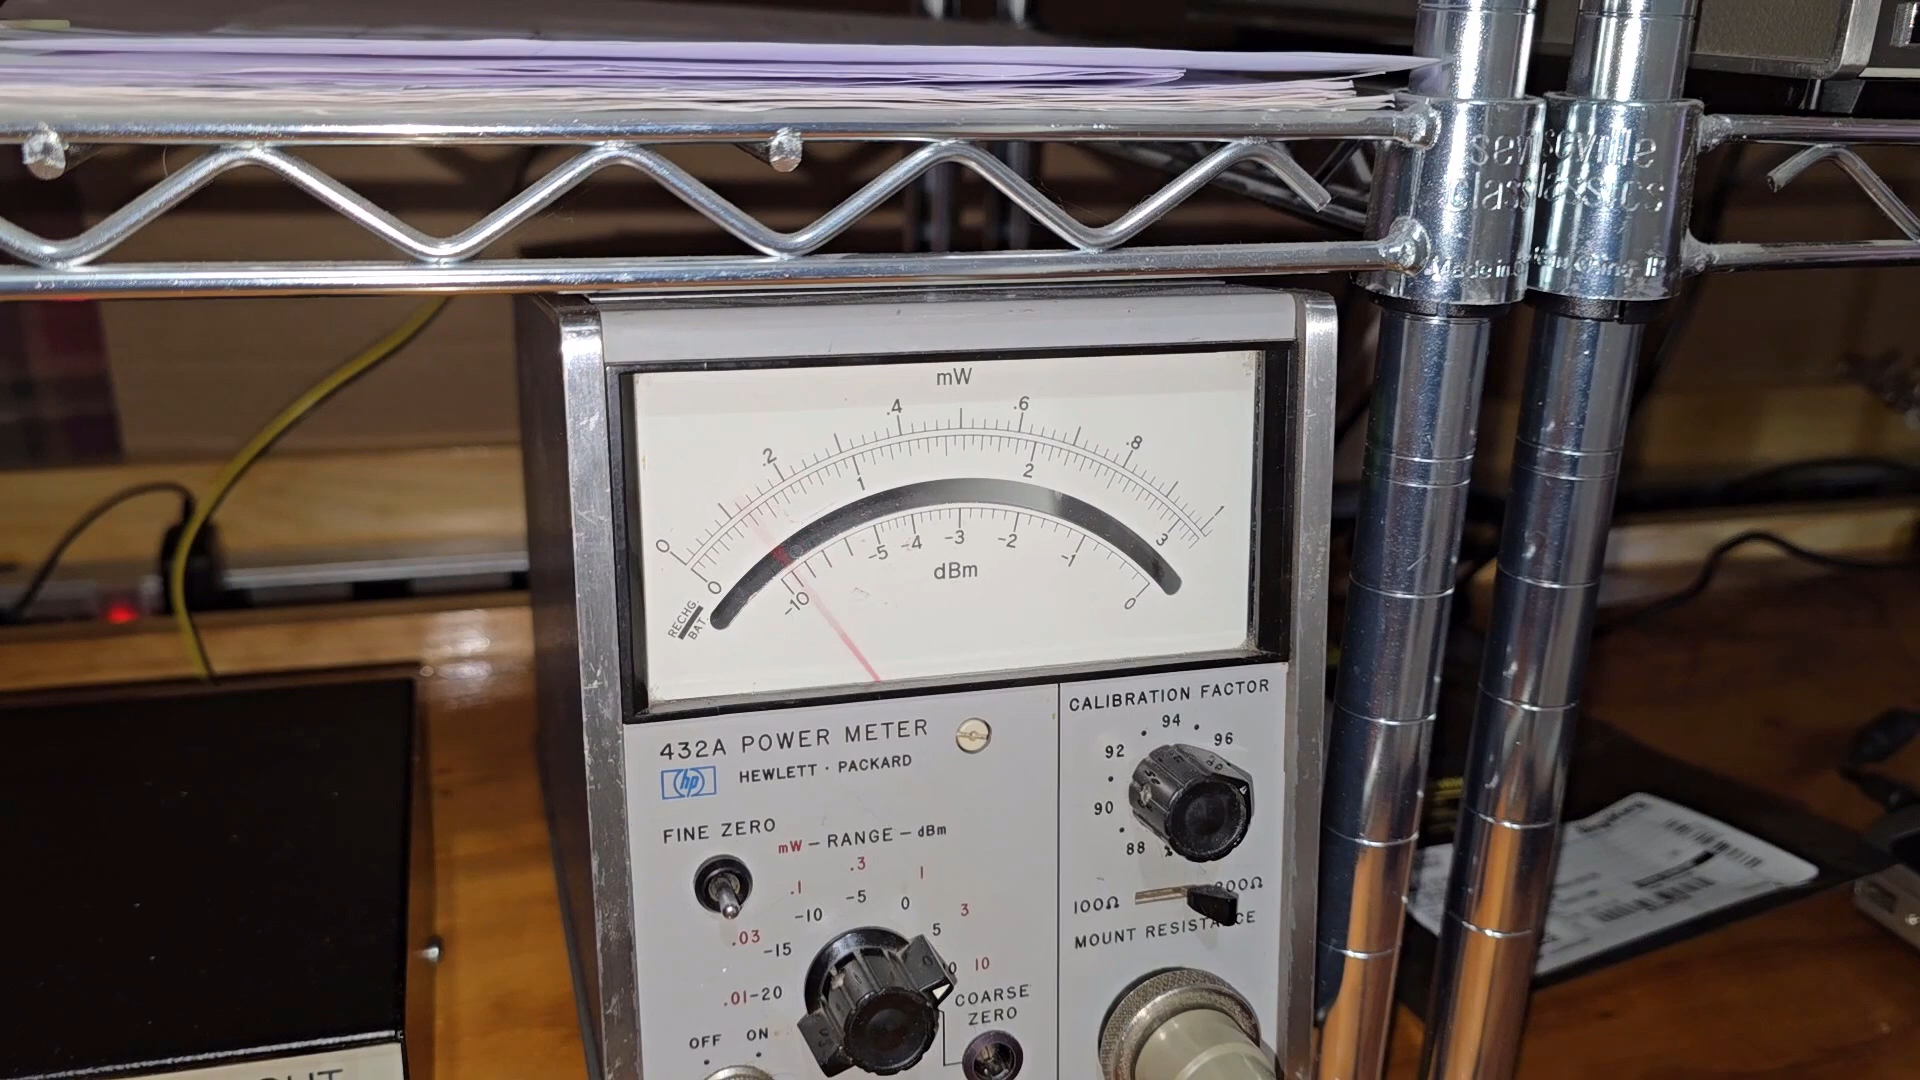 senseville
classics
mW
.4 .6
.2 .8
1 2
0 1
0 3
-5 -4 -3 -2 -1
-10 0
dBm
RECHG.
BAT.
432A POWER METER
hp HEWLETT · PACKARD
CALIBRATION FACTOR
94
92 96
90
88
FINE ZERO
mW – RANGE – dBm
.3
.1 1
-5 0
-10 3
.03 5
-15
10
.01 -20
COARSE
ZERO
OFF ON
100Ω 200Ω
MOUNT RESISTANCE